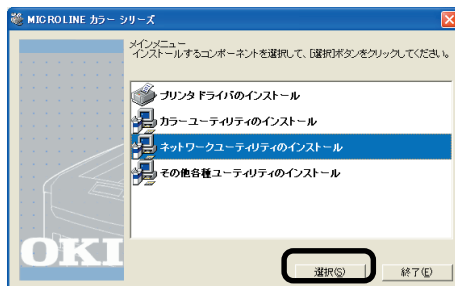 MICROLINE カラー シリーズ
メインメニュー
インストールするコンポーネントを選択して、[選択]ボタンをクリックしてください。
プリンタドライバのインストール
カラーユーティリティのインストール
ネットワークユーティリティのインストール
その他各種ユーティリティのインストール
OKI
選択(S)
終了(E)